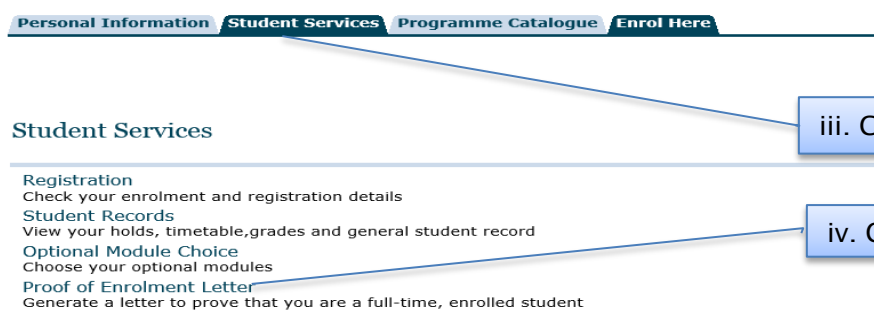 Personal Information Student Services Programme Catalogue Enrol Here
iii. C
Student Services
Registration
Check your enrolment and registration details
Student Records
View your holds, timetable,grades and general student record
iv. C
Optional Module Choice
Choose your optional modules
Proof of Enrolment Letter
Generate a letter to prove that you are a full-time, enrolled student